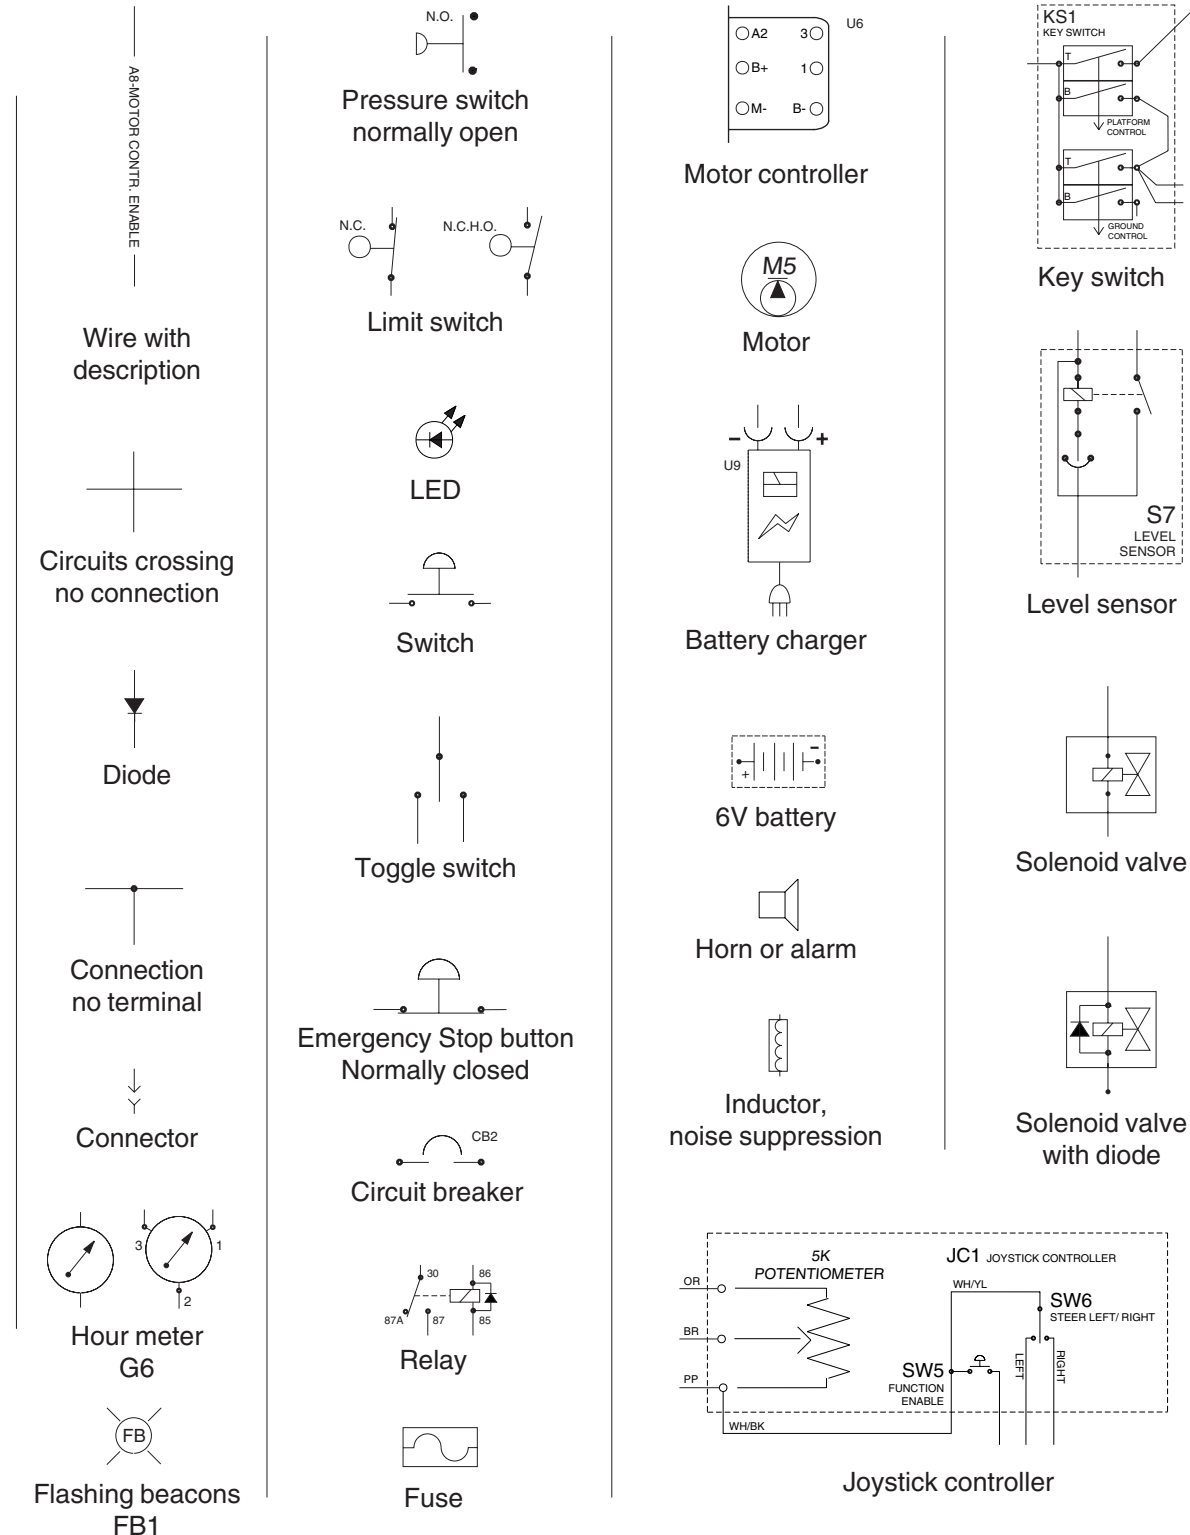 A8-MOTOR CONTR. ENABLE
Wire with
description
Circuits crossing
no connection
Diode
Connection
no terminal
Connector
3
1
2
Hour meter
G6
FB
Flashing beacons
FB1
N.O.
Pressure switch
normally open
N.C.
N.C.H.O.
Limit switch
LED
Switch
Toggle switch
Emergency Stop button
Normally closed
CB2
Circuit breaker
30
86
87A
87
85
Relay
Fuse
U6
A2
3
B+
1
M-
B-
Motor controller
M5
Motor
-
+
U9
Battery charger
-
+
6V battery
Horn or alarm
Inductor,
noise suppression
KS1
KEY SWITCH
T
B
PLATFORM
CONTROL
T
B
GROUND
CONTROL
Key switch
S7
LEVEL
SENSOR
Level sensor
Solenoid valve
Solenoid valve
with diode
5K
POTENTIOMETER
JC1 JOYSTICK CONTROLLER
OR
WH/YL
SW6
STEER LEFT/ RIGHT
BR
LEFT
RIGHT
SW5
FUNCTION
ENABLE
PP
WH/BK
Joystick controller